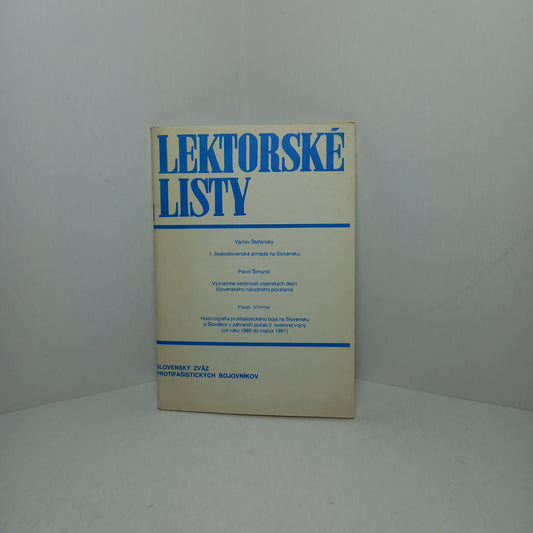 LEKTORSKÉ
LISTY
Václav Štefanský
1. československá armáda na Slovensku
Pavol Šimunič
Významné osobnosti vojenských dejín
Slovenského národného povstania
Pavel Vimmer
Historiografia protifašistického boja na Slovensku
a Slovákov v zahraničí počas 2. svetovej vojny
(od roku 1989 do marca 1991)
SLOVENSKÝ ZVÄZ
PROTIFAŠISTICKÝCH BOJOVNÍKOV